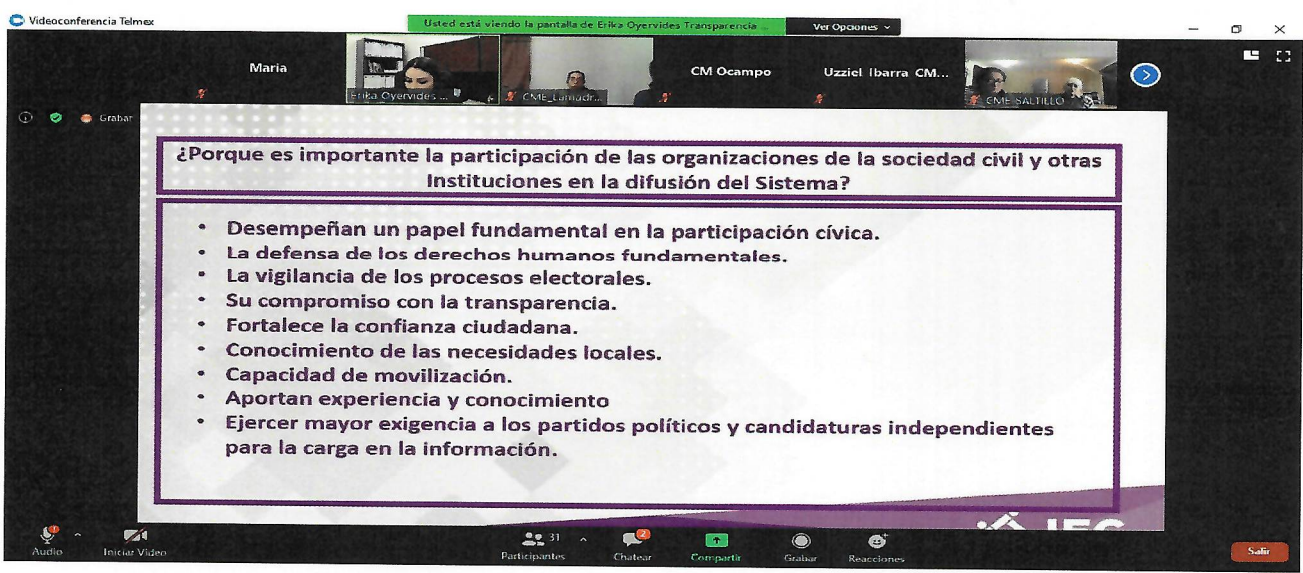 Videoconferencia Telmex
Usted está viendo la pantalla de Erika Oyervides Transparencia ...
Ver Opciones
Maria
Erika Oyervides ...
CME_Lamadr...
CM Ocampo
Uzziel Ibarra CM...
CME SALTILLO
Grabar
¿Porque es importante la participación de las organizaciones de la sociedad civil y otras
Instituciones en la difusión del Sistema?
• Desempeñan un papel fundamental en la participación cívica.
• La defensa de los derechos humanos fundamentales.
• La vigilancia de los procesos electorales.
• Su compromiso con la transparencia.
• Fortalece la confianza ciudadana.
• Conocimiento de las necesidades locales.
• Capacidad de movilización.
• Aportan experiencia y conocimiento
• Ejercer mayor exigencia a los partidos políticos y candidaturas independientes
para la carga en la información.
IEC
Audio
Iniciar Video
31
Participantes
2
Chatear
Compartir
Grabar
Reacciones
Salir